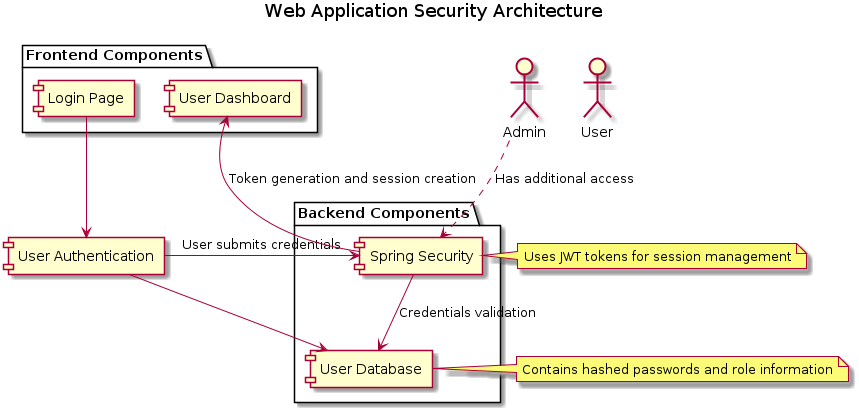 Web Application Security Architecture
Frontend Components
Login Page
User Dashboard
Admin
User
Token generation and session creation
Has additional access
Backend Components
User Authentication
User submits credentials
Spring Security
Uses JWT tokens for session management
Credentials validation
User Database
Contains hashed passwords and role information